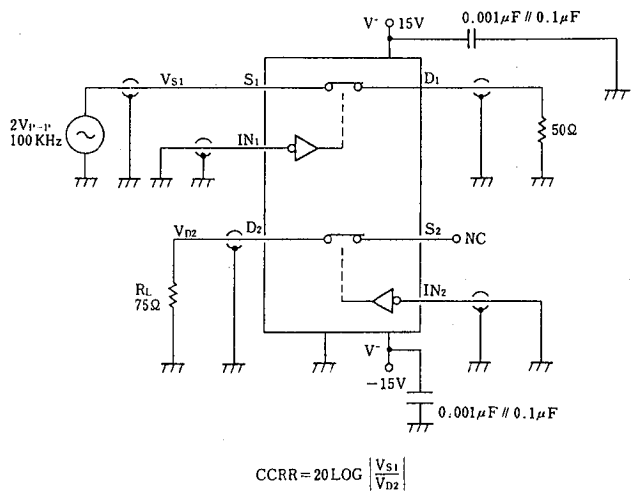 V⁻ 15V
0.001μF // 0.1μF
VS1
S1
D1
2VP-P
100 KHz
IN1
50Ω
VD2
D2
S2
NC
RL
75Ω
IN2
V⁻
−15V
0.001μF // 0.1μF
CCRR = 20 LOG |VS1/VD2|